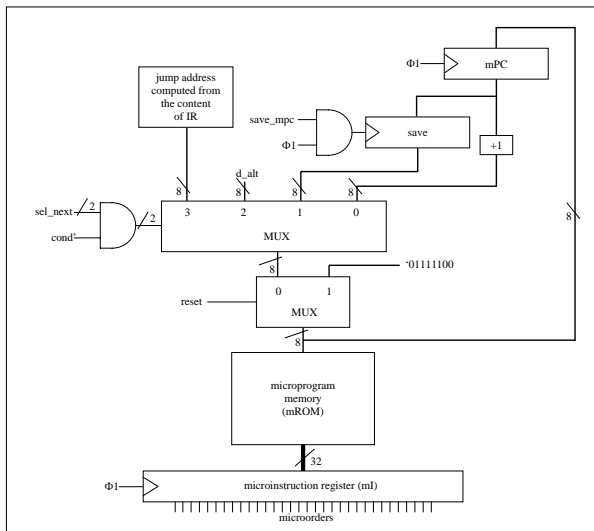 Φ1
mPC
jump address
computed from
the content
of IR
save_mpc
Φ1
save
+1
8
d_alt
8
8
8
8
sel_next
2
cond'
2
3 2 1 0
MUX
8
'01111100
reset
0 1
MUX
8
microprogram
memory
(mROM)
32
Φ1
microinstruction register (mI)
microorders